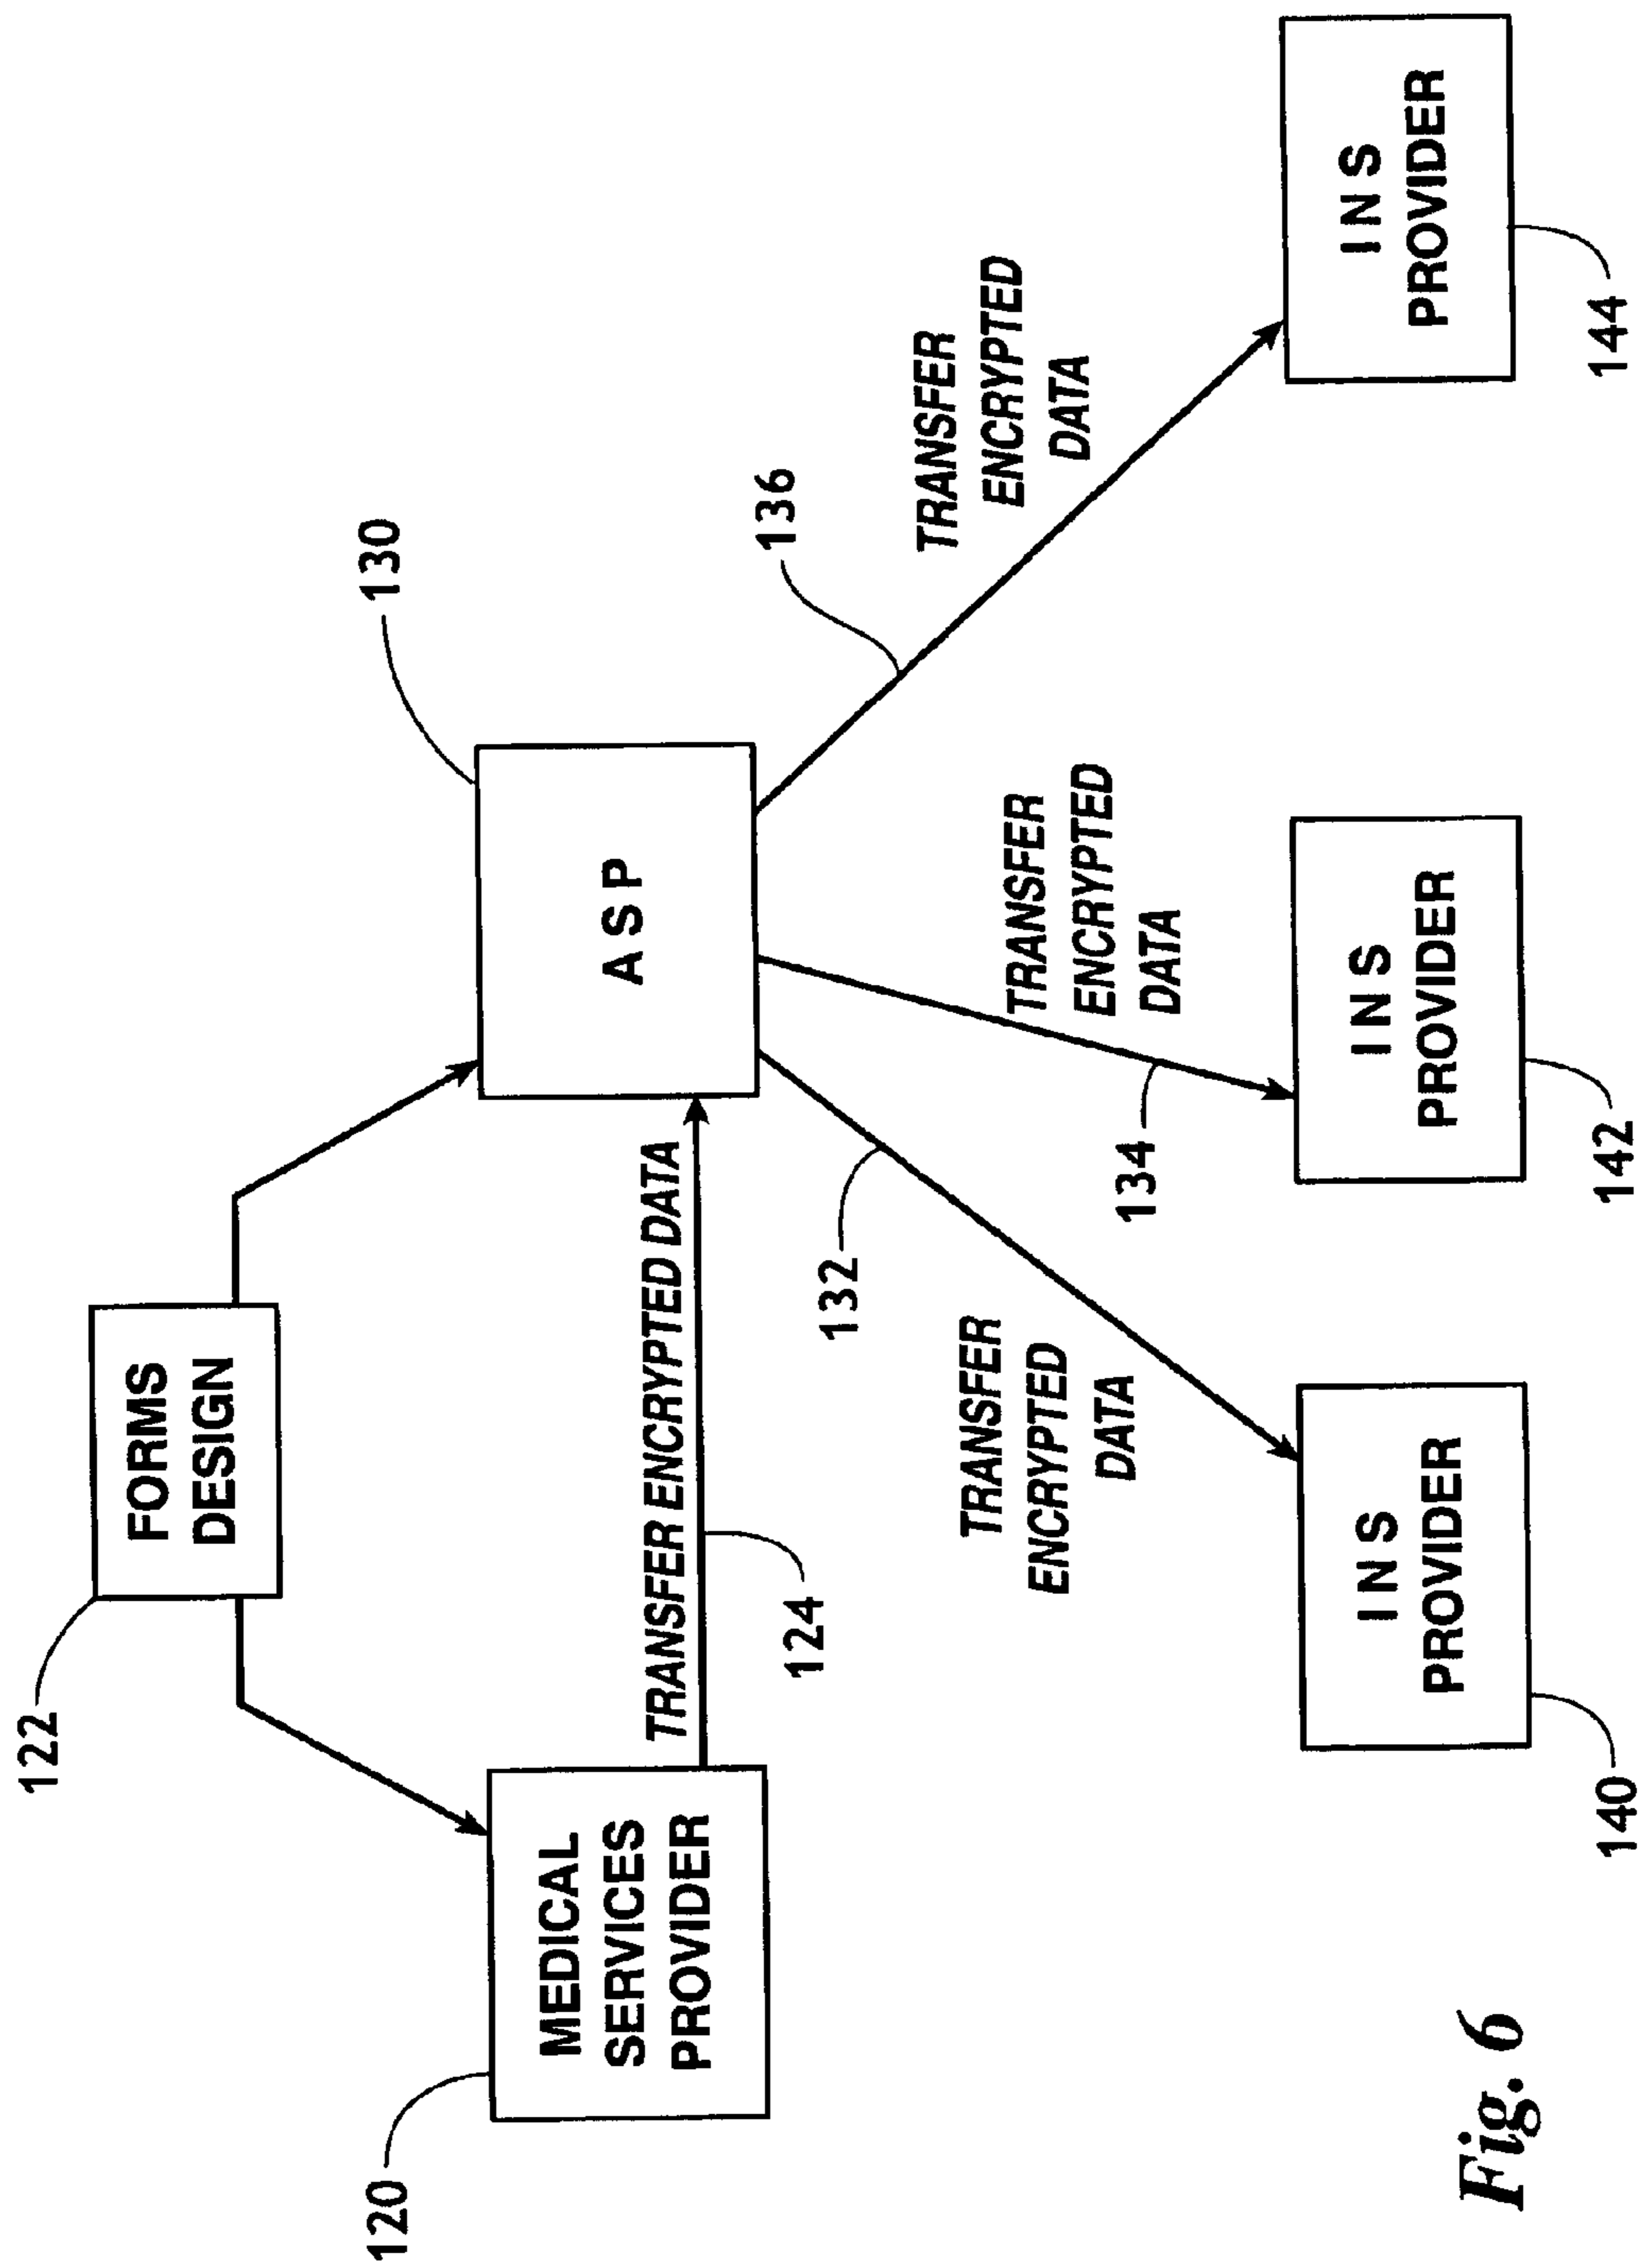 122
FORMS
DESIGN
130
120
MEDICAL
SERVICES
PROVIDER
TRANSFER ENCRYPTED DATA
124
A S P
136
TRANSFER
ENCRYPTED
DATA
132
TRANSFER
ENCRYPTED
DATA
134
TRANSFER
ENCRYPTED
DATA
I N S
PROVIDER
140
I N S
PROVIDER
142
I N S
PROVIDER
144
Fig. 6